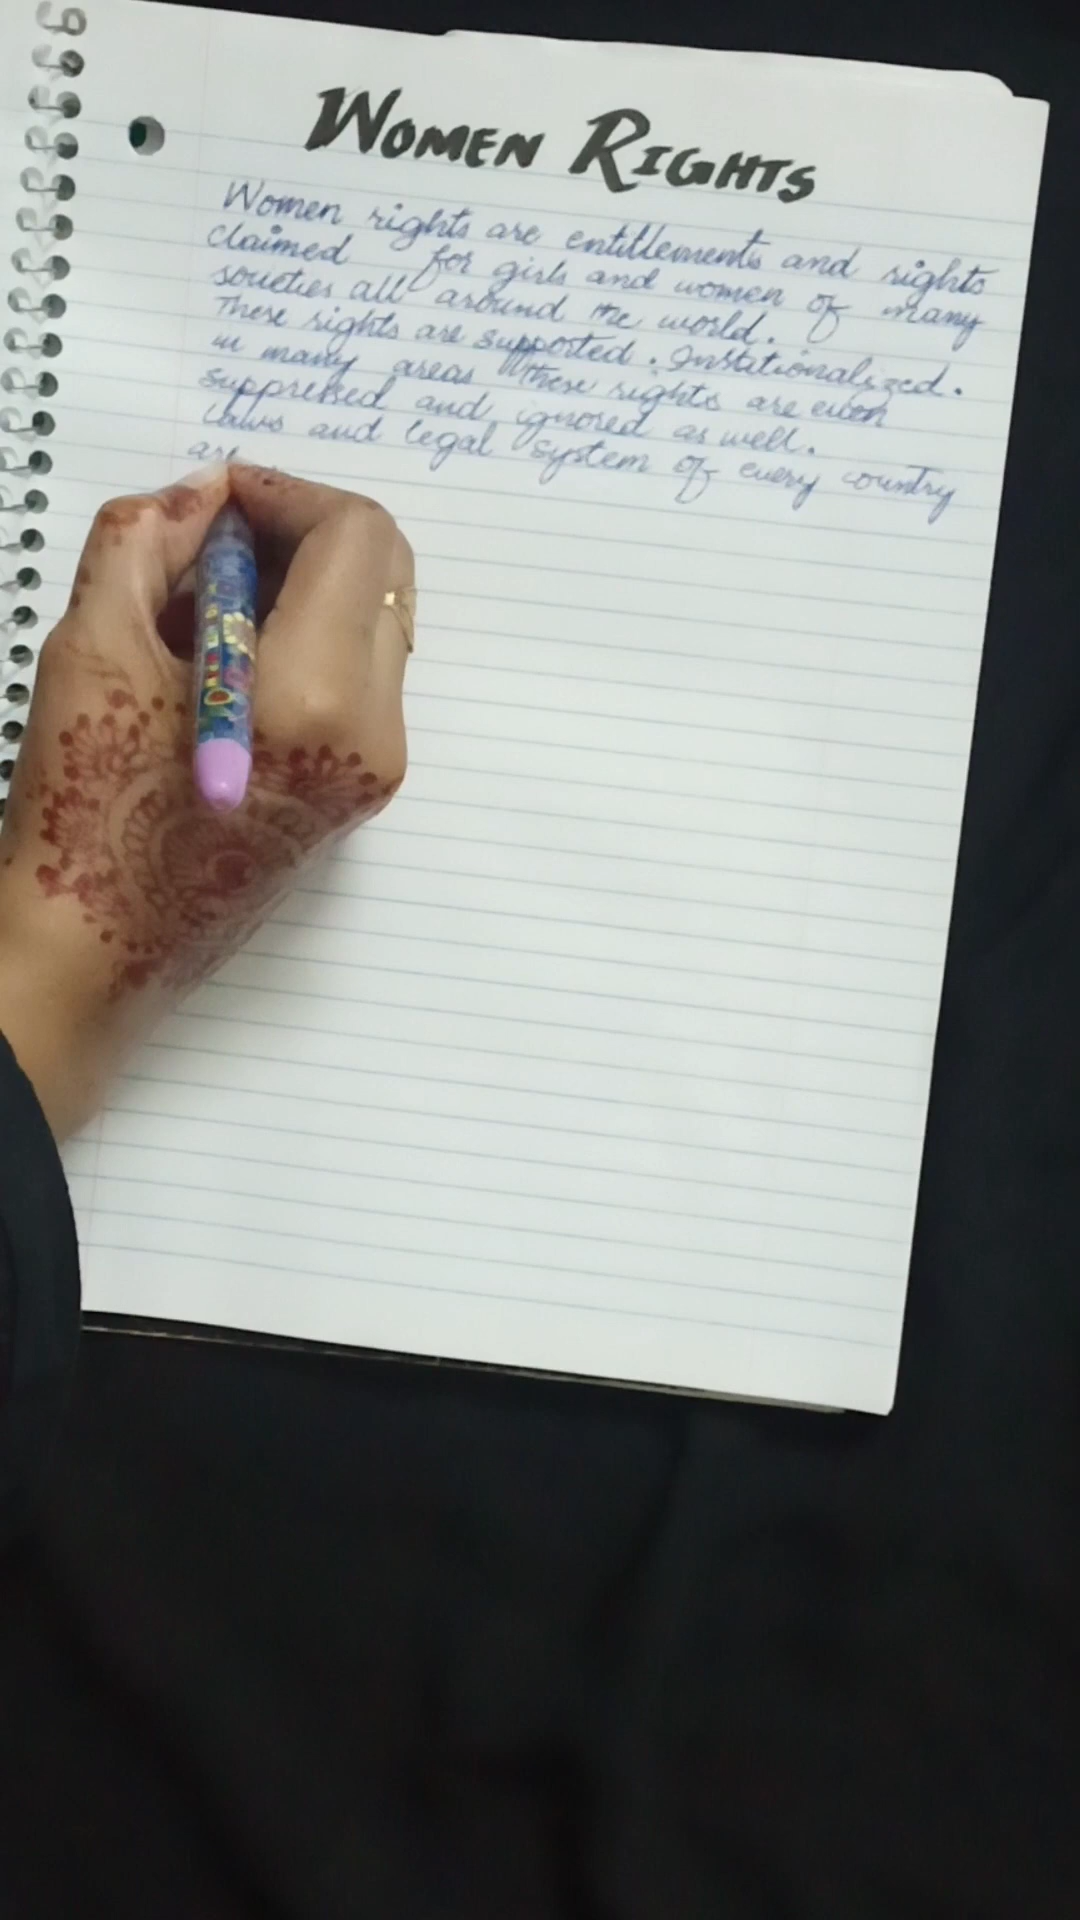 WOMEN RIGHTS
Women rights are entitlements and rights
claimed for girls and women of many
societies all around the world.
These rights are supported. Institionalized.
in many areas these rights are even
suppressed and ignored as well.
Laws and legal system of every country
are